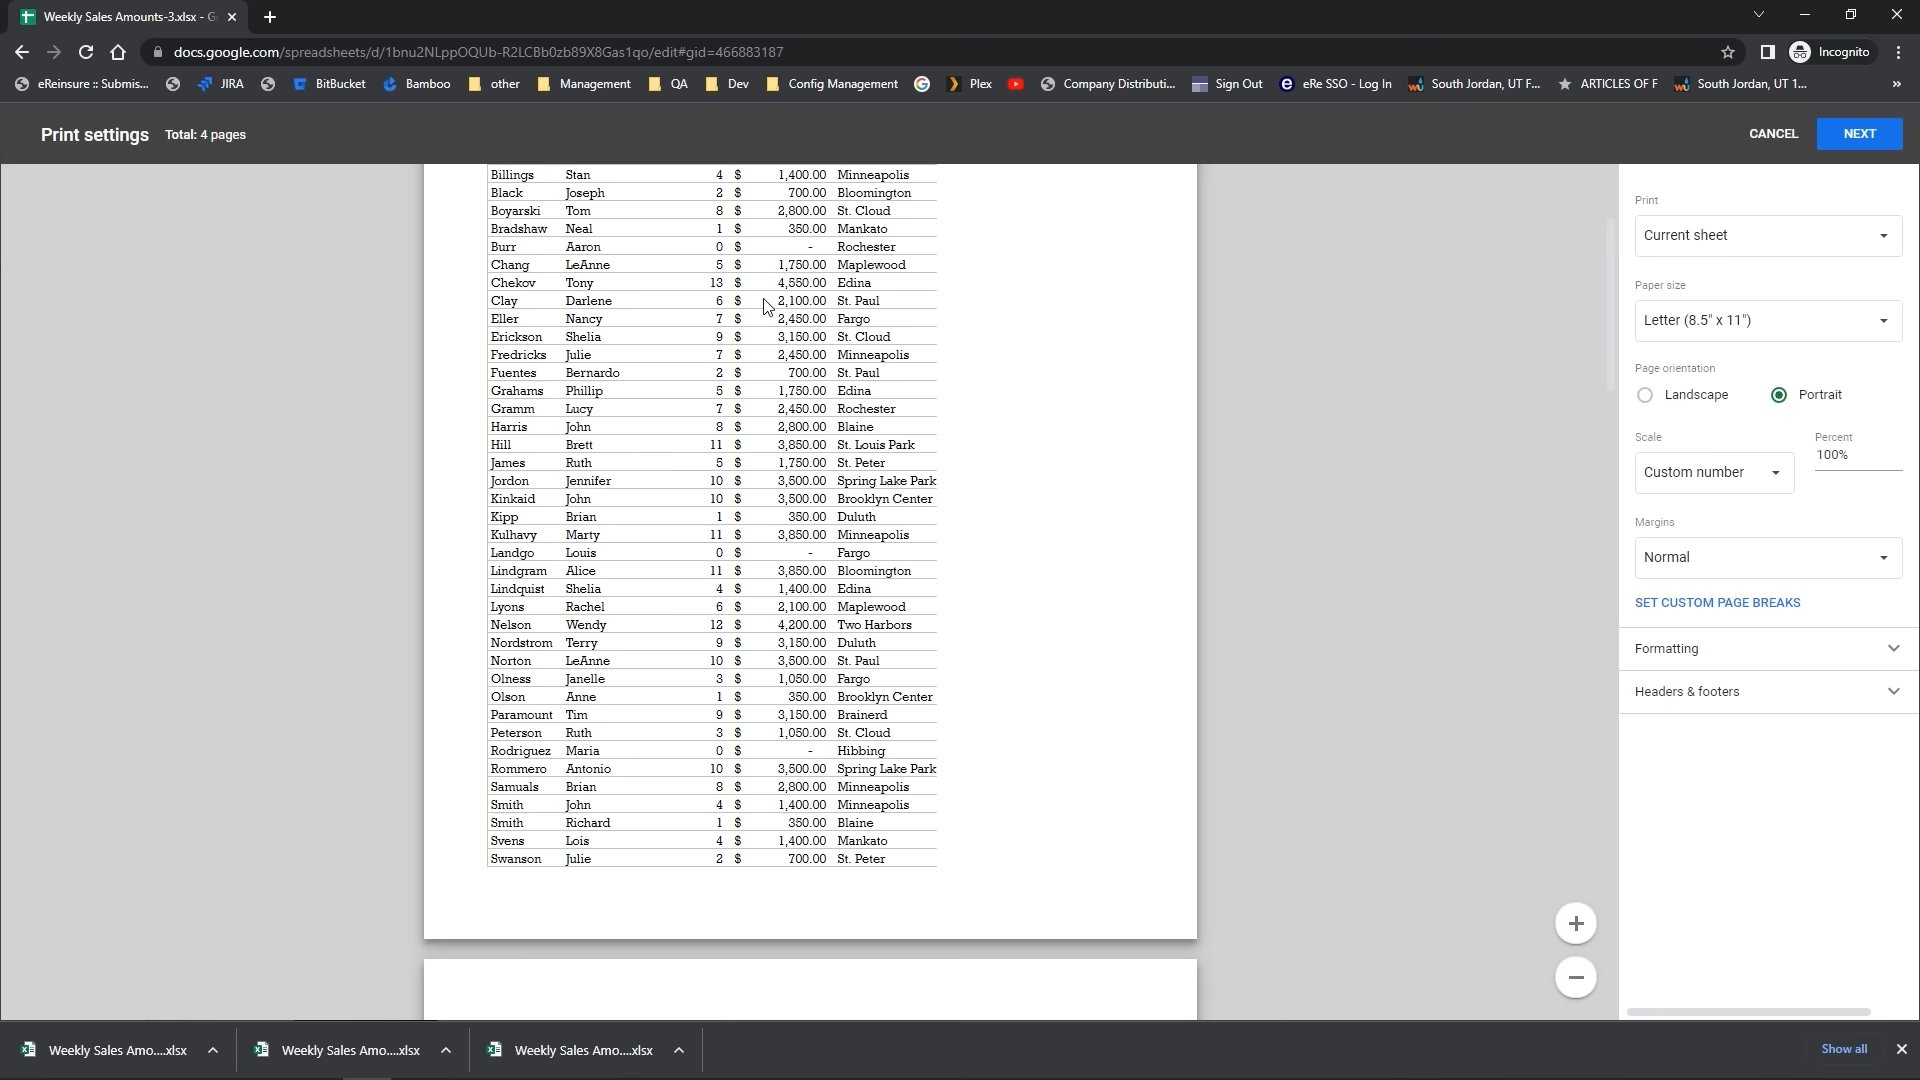 Weekly Sales Amounts-3.xlsx - G
docs.google.com/spreadsheets/d/1bnu2NLppOQUb-R2LCBb0zb89X8Gas1qo/edit#gid=466883187
Incognito
eReinsure :: Submis... JIRA BitBucket Bamboo other Management QA Dev Config Management Plex Company Distributi... Sign Out eRe SSO - Log In South Jordan, UT F... ARTICLES OF F South Jordan, UT 1... »
Print settings Total: 4 pages CANCEL NEXT
Billings Stan 4 $ 1,400.00 Minneapolis
Black Joseph 2 $ 700.00 Bloomington
Boyarski Tom 8 $ 2,800.00 St. Cloud
Bradshaw Neal 1 $ 350.00 Mankato
Burr Aaron 0 $ - Rochester
Chang LeAnne 5 $ 1,750.00 Maplewood
Chekov Tony 13 $ 4,550.00 Edina
Clay Darlene 6 $ 2,100.00 St. Paul
Eller Nancy 7 $ 2,450.00 Fargo
Erickson Shelia 9 $ 3,150.00 St. Cloud
Fredricks Julie 7 $ 2,450.00 Minneapolis
Fuentes Bernardo 2 $ 700.00 St. Paul
Grahams Phillip 5 $ 1,750.00 Edina
Gramm Lucy 7 $ 2,450.00 Rochester
Harris John 8 $ 2,800.00 Blaine
Hill Brett 11 $ 3,850.00 St. Louis Park
James Ruth 5 $ 1,750.00 St. Peter
Jordon Jennifer 10 $ 3,500.00 Spring Lake Park
Kinkaid John 10 $ 3,500.00 Brooklyn Center
Kipp Brian 1 $ 350.00 Duluth
Kulhavy Marty 11 $ 3,850.00 Minneapolis
Landgo Louis 0 $ - Fargo
Lindgram Alice 11 $ 3,850.00 Bloomington
Lindquist Shelia 4 $ 1,400.00 Edina
Lyons Rachel 6 $ 2,100.00 Maplewood
Nelson Wendy 12 $ 4,200.00 Two Harbors
Nordstrom Terry 9 $ 3,150.00 Duluth
Norton LeAnne 10 $ 3,500.00 St. Paul
Olness Janelle 3 $ 1,050.00 Fargo
Olson Anne 1 $ 350.00 Brooklyn Center
Paramount Tim 9 $ 3,150.00 Brainerd
Peterson Ruth 3 $ 1,050.00 St. Cloud
Rodriguez Maria 0 $ - Hibbing
Rommero Antonio 10 $ 3,500.00 Spring Lake Park
Samuals Brian 8 $ 2,800.00 Minneapolis
Smith John 4 $ 1,400.00 Minneapolis
Smith Richard 1 $ 350.00 Blaine
Svens Lois 4 $ 1,400.00 Mankato
Swanson Julie 2 $ 700.00 St. Peter
Print
Current sheet
Paper size
Letter (8.5" x 11")
Page orientation
Landscape Portrait
Scale Percent
Custom number 100%
Margins
Normal
SET CUSTOM PAGE BREAKS
Formatting
Headers & footers
Weekly Sales Amo....xlsx Weekly Sales Amo....xlsx Weekly Sales Amo....xlsx Show all